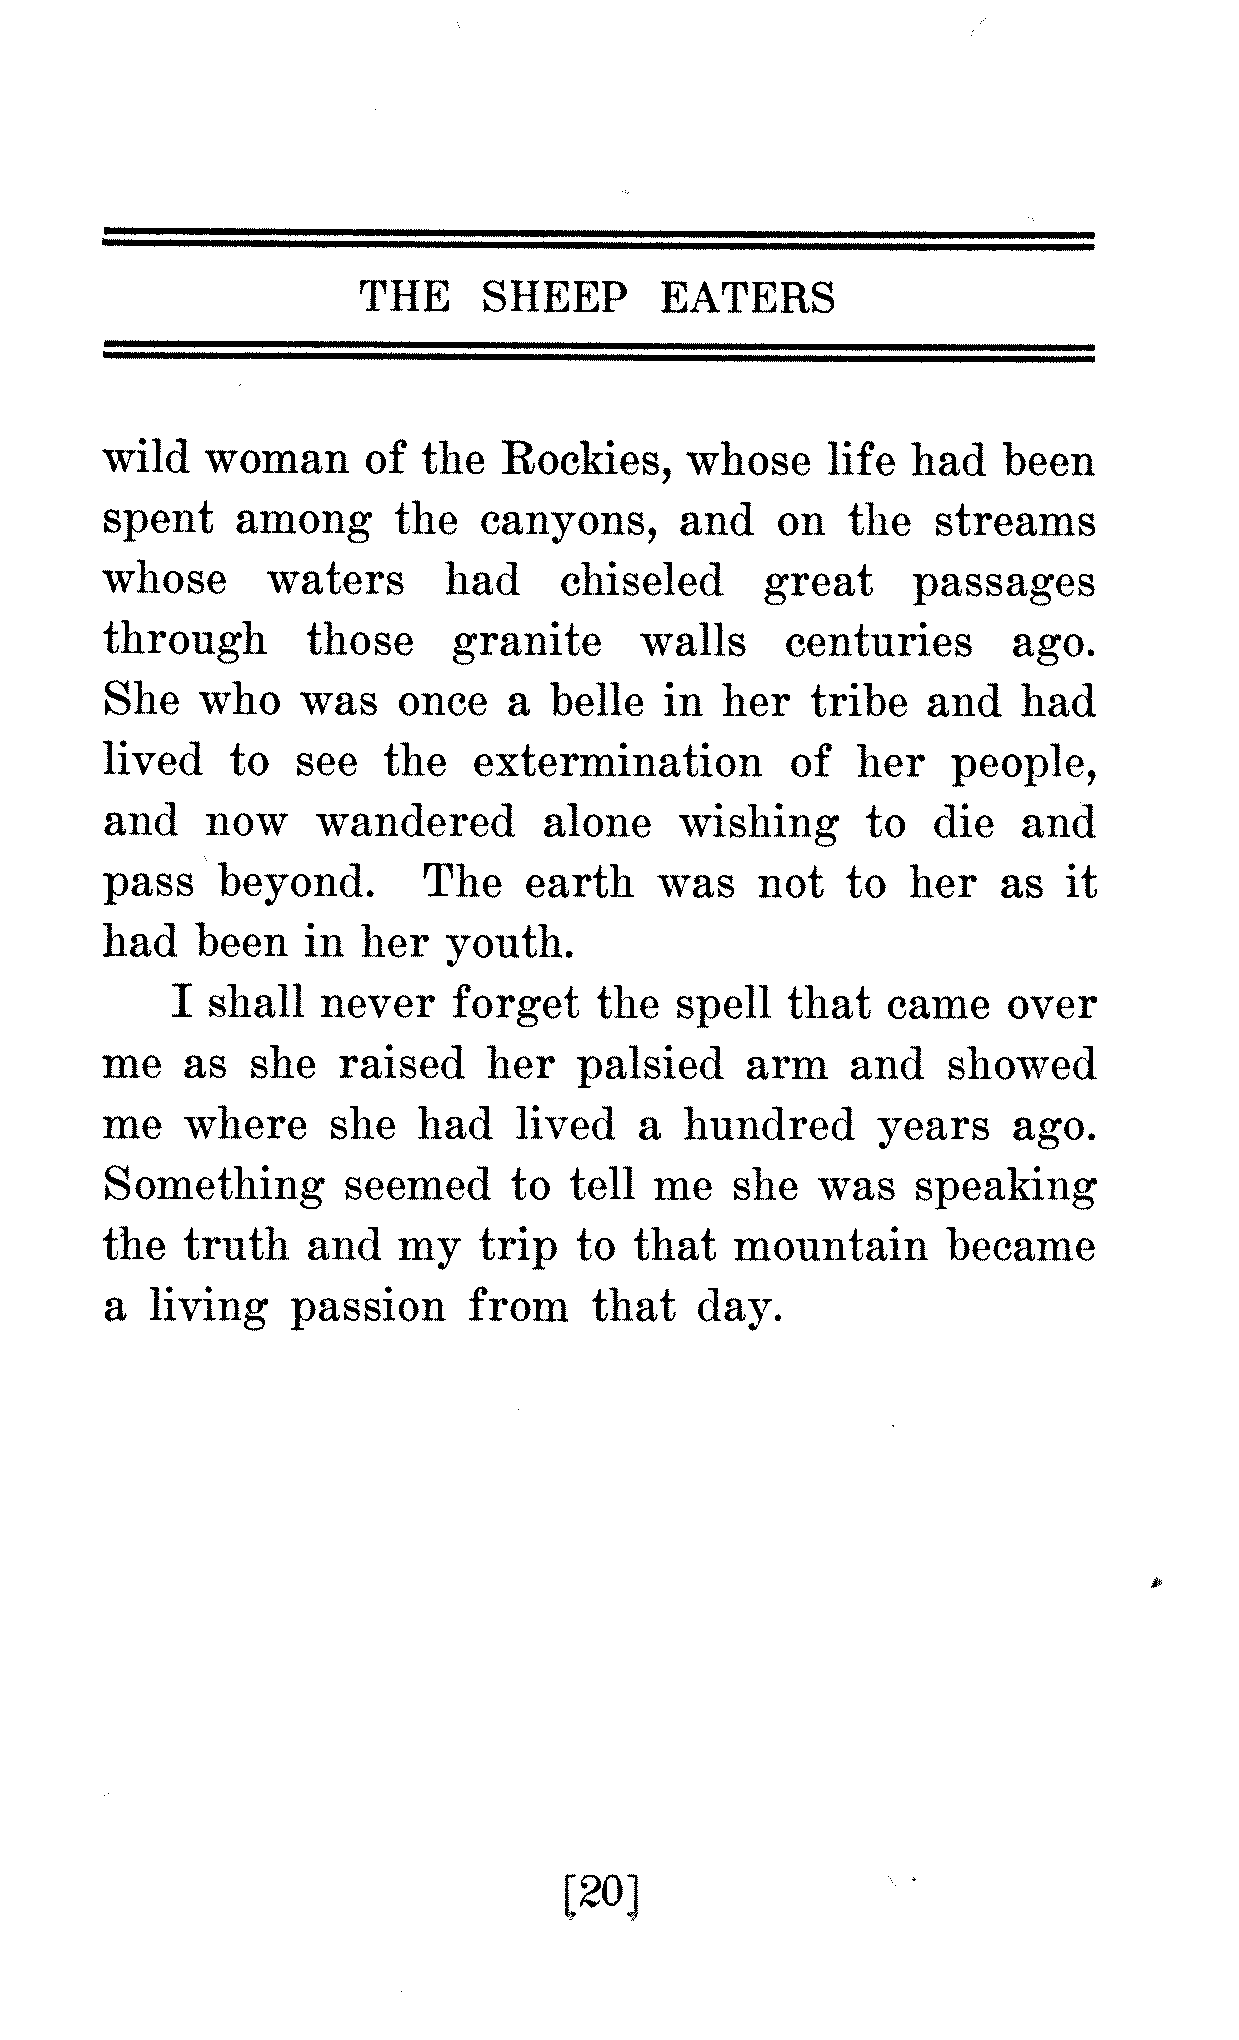 THE SHEEP EATERS
wild woman of the Rockies, whose life had been
spent among the canyons, and on the streams
whose waters had chiseled great passages
through those granite walls centuries ago.
She who was once a belle in her tribe and had
lived to see the extermination of her people,
and now wandered alone wishing to die and
pass beyond. The earth was not to her as it
had been in her youth.
I shall never forget the spell that came over
me as she raised her palsied arm and showed
me where she had lived a hundred years ago.
Something seemed to tell me she was speaking
the truth and my trip to that mountain became
a living passion from that day.
[20]